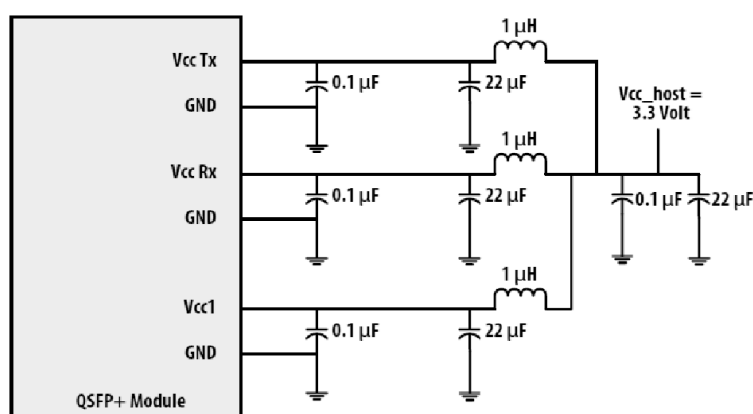 1 µH
Vcc Tx
0.1 µF
22 µF
GND
Vcc_host =
3.3 Volt
1 µH
Vcc Rx
0.1 µF
22 µF
0.1 µF
22 µF
GND
1 µH
Vcc1
0.1 µF
22 µF
GND
QSFP+ Module